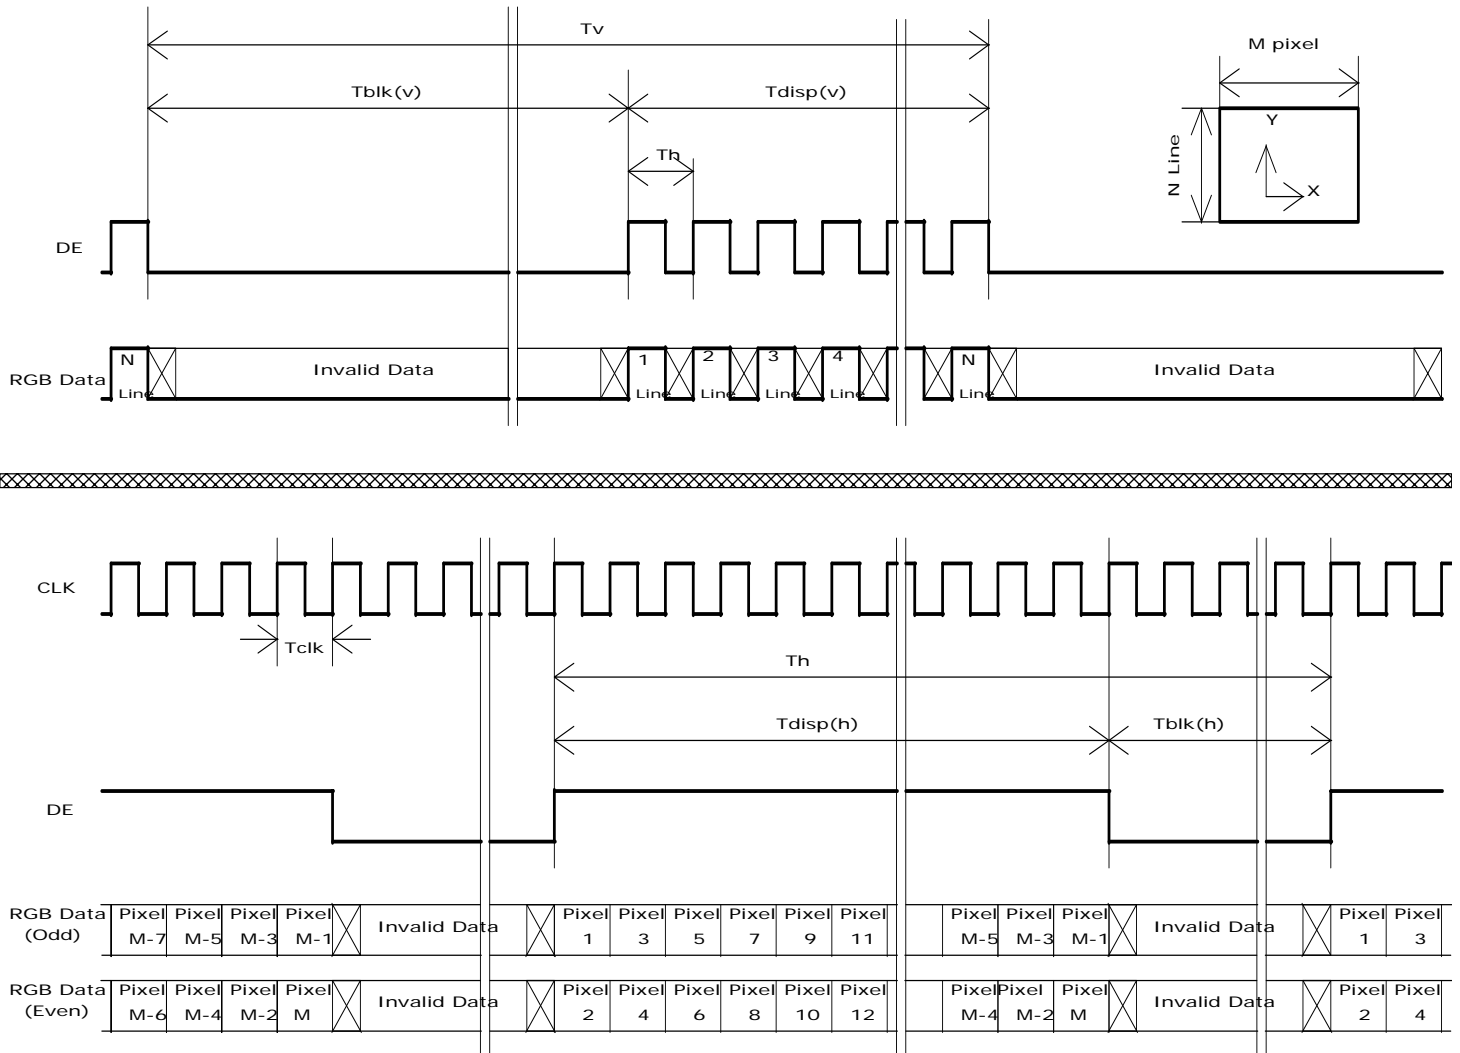 Tv
M pixel
Tblk(v) Tdisp(v)
Y
Th
N Line
X
DE
N 1 2 3 4 N
RGB Data Invalid Data Invalid Data
Line Line Line Line Line Line
CLK
Tclk
Th
Tdisp(h) Tblk(h)
DE
RGB Data Pixel Pixel Pixel Pixel Invalid Data Pixel Pixel Pixel Pixel Pixel Pixel Pixel Pixel Pixel Invalid Data Pixel Pixel
(Odd) M-7 M-5 M-3 M-1 1 3 5 7 9 11 M-5 M-3 M-1 1 3
RGB Data Pixel Pixel Pixel Pixel Invalid Data Pixel Pixel Pixel Pixel Pixel Pixel Pixel Pixel Pixel Invalid Data Pixel Pixel
(Even) M-6 M-4 M-2 M 2 4 6 8 10 12 M-4 M-2 M 2 4